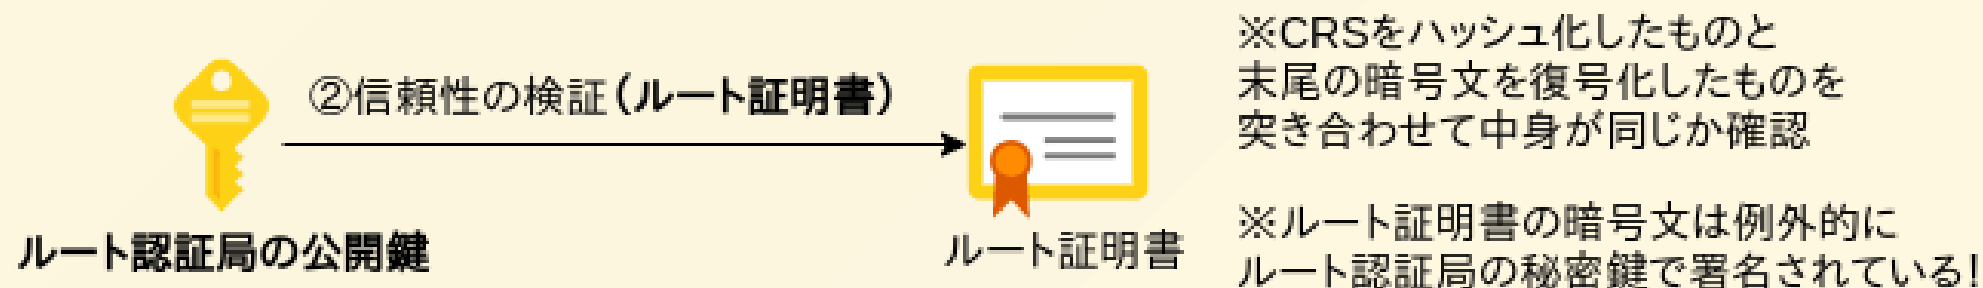 ②信頼性の検証（ルート証明書）
ルート認証局の公開鍵
ルート証明書
※CRSをハッシュ化したものと
末尾の暗号文を復号化したものを
突き合わせて中身が同じか確認
※ルート証明書の暗号文は例外的に
ルート認証局の秘密鍵で署名されている！